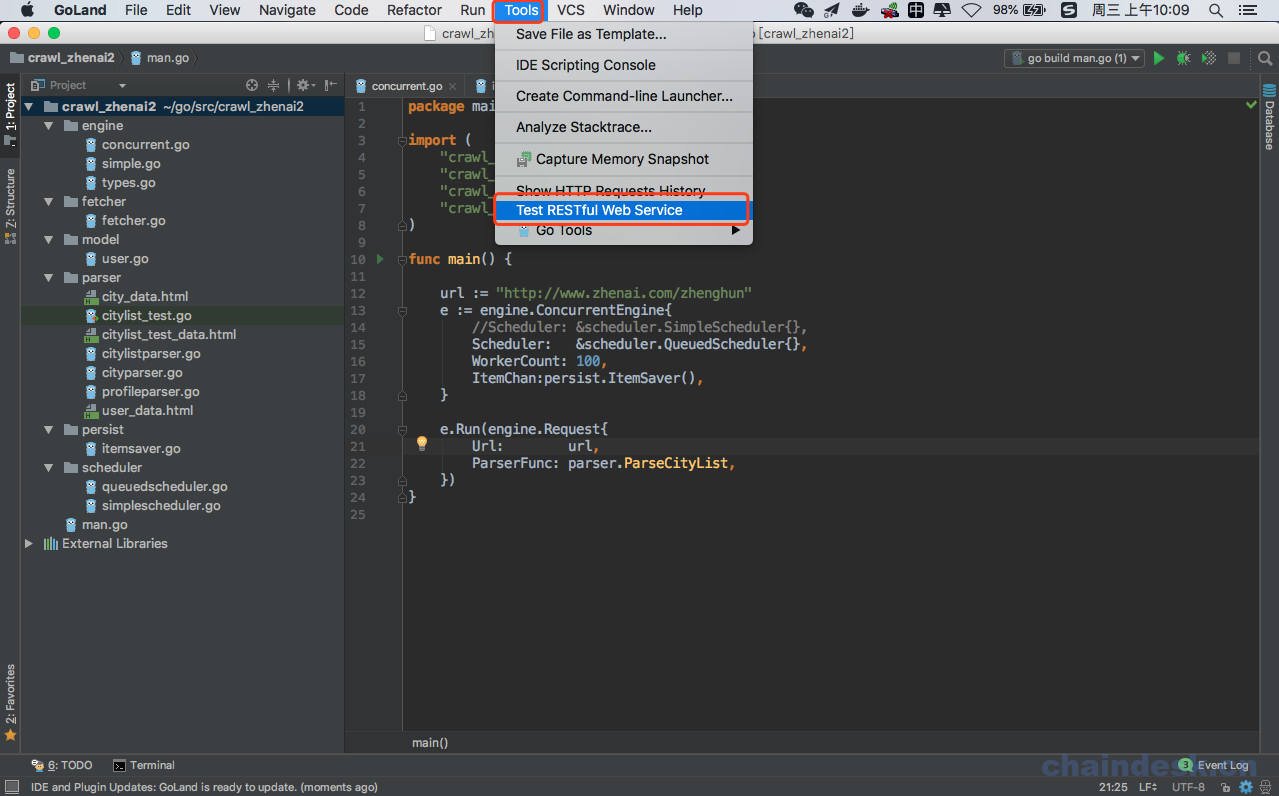 GoLand File Edit View Navigate Code Refactor Run Tools VCS Window Help 中 98% S 周三 上午10:09
crawl_zh [crawl_zhenai2]
crawl_zhenai2 man.go go build man.go (1)
Save File as Template...
IDE Scripting Console
Create Command-line Launcher...
Analyze Stacktrace...
Capture Memory Snapshot
Show HTTP Requests History
Test RESTful Web Service
Go Tools
1: Project
7: Structure
2: Favorites
Database
Project
crawl_zhenai2 ~/go/src/crawl_zhenai2
engine
concurrent.go
simple.go
types.go
fetcher
fetcher.go
model
user.go
parser
city_data.html
citylist_test.go
citylist_test_data.html
citylistparser.go
cityparser.go
profileparser.go
user_data.html
persist
itemsaver.go
scheduler
queuedscheduler.go
simplescheduler.go
man.go
External Libraries
concurrent.go
1 package mai
2
3 import (
4 "crawl_
5 "crawl_
6 "crawl_
7 "crawl_
8 )
9
10 func main() {
11
12 url := "http://www.zhenai.com/zhenghun"
13 e := engine.ConcurrentEngine{
14 //Scheduler: &scheduler.SimpleScheduler{},
15 Scheduler: &scheduler.QueuedScheduler{},
16 WorkerCount: 100,
17 ItemChan:persist.ItemSaver(),
18 }
19
20 e.Run(engine.Request{
21 Url: url,
22 ParserFunc: parser.ParseCityList,
23 })
24 }
25
main()
6: TODO Terminal 3 Event Log
chaindesk.cn
IDE and Plugin Updates: GoLand is ready to update. (moments ago) 21:25 LF UTF-8